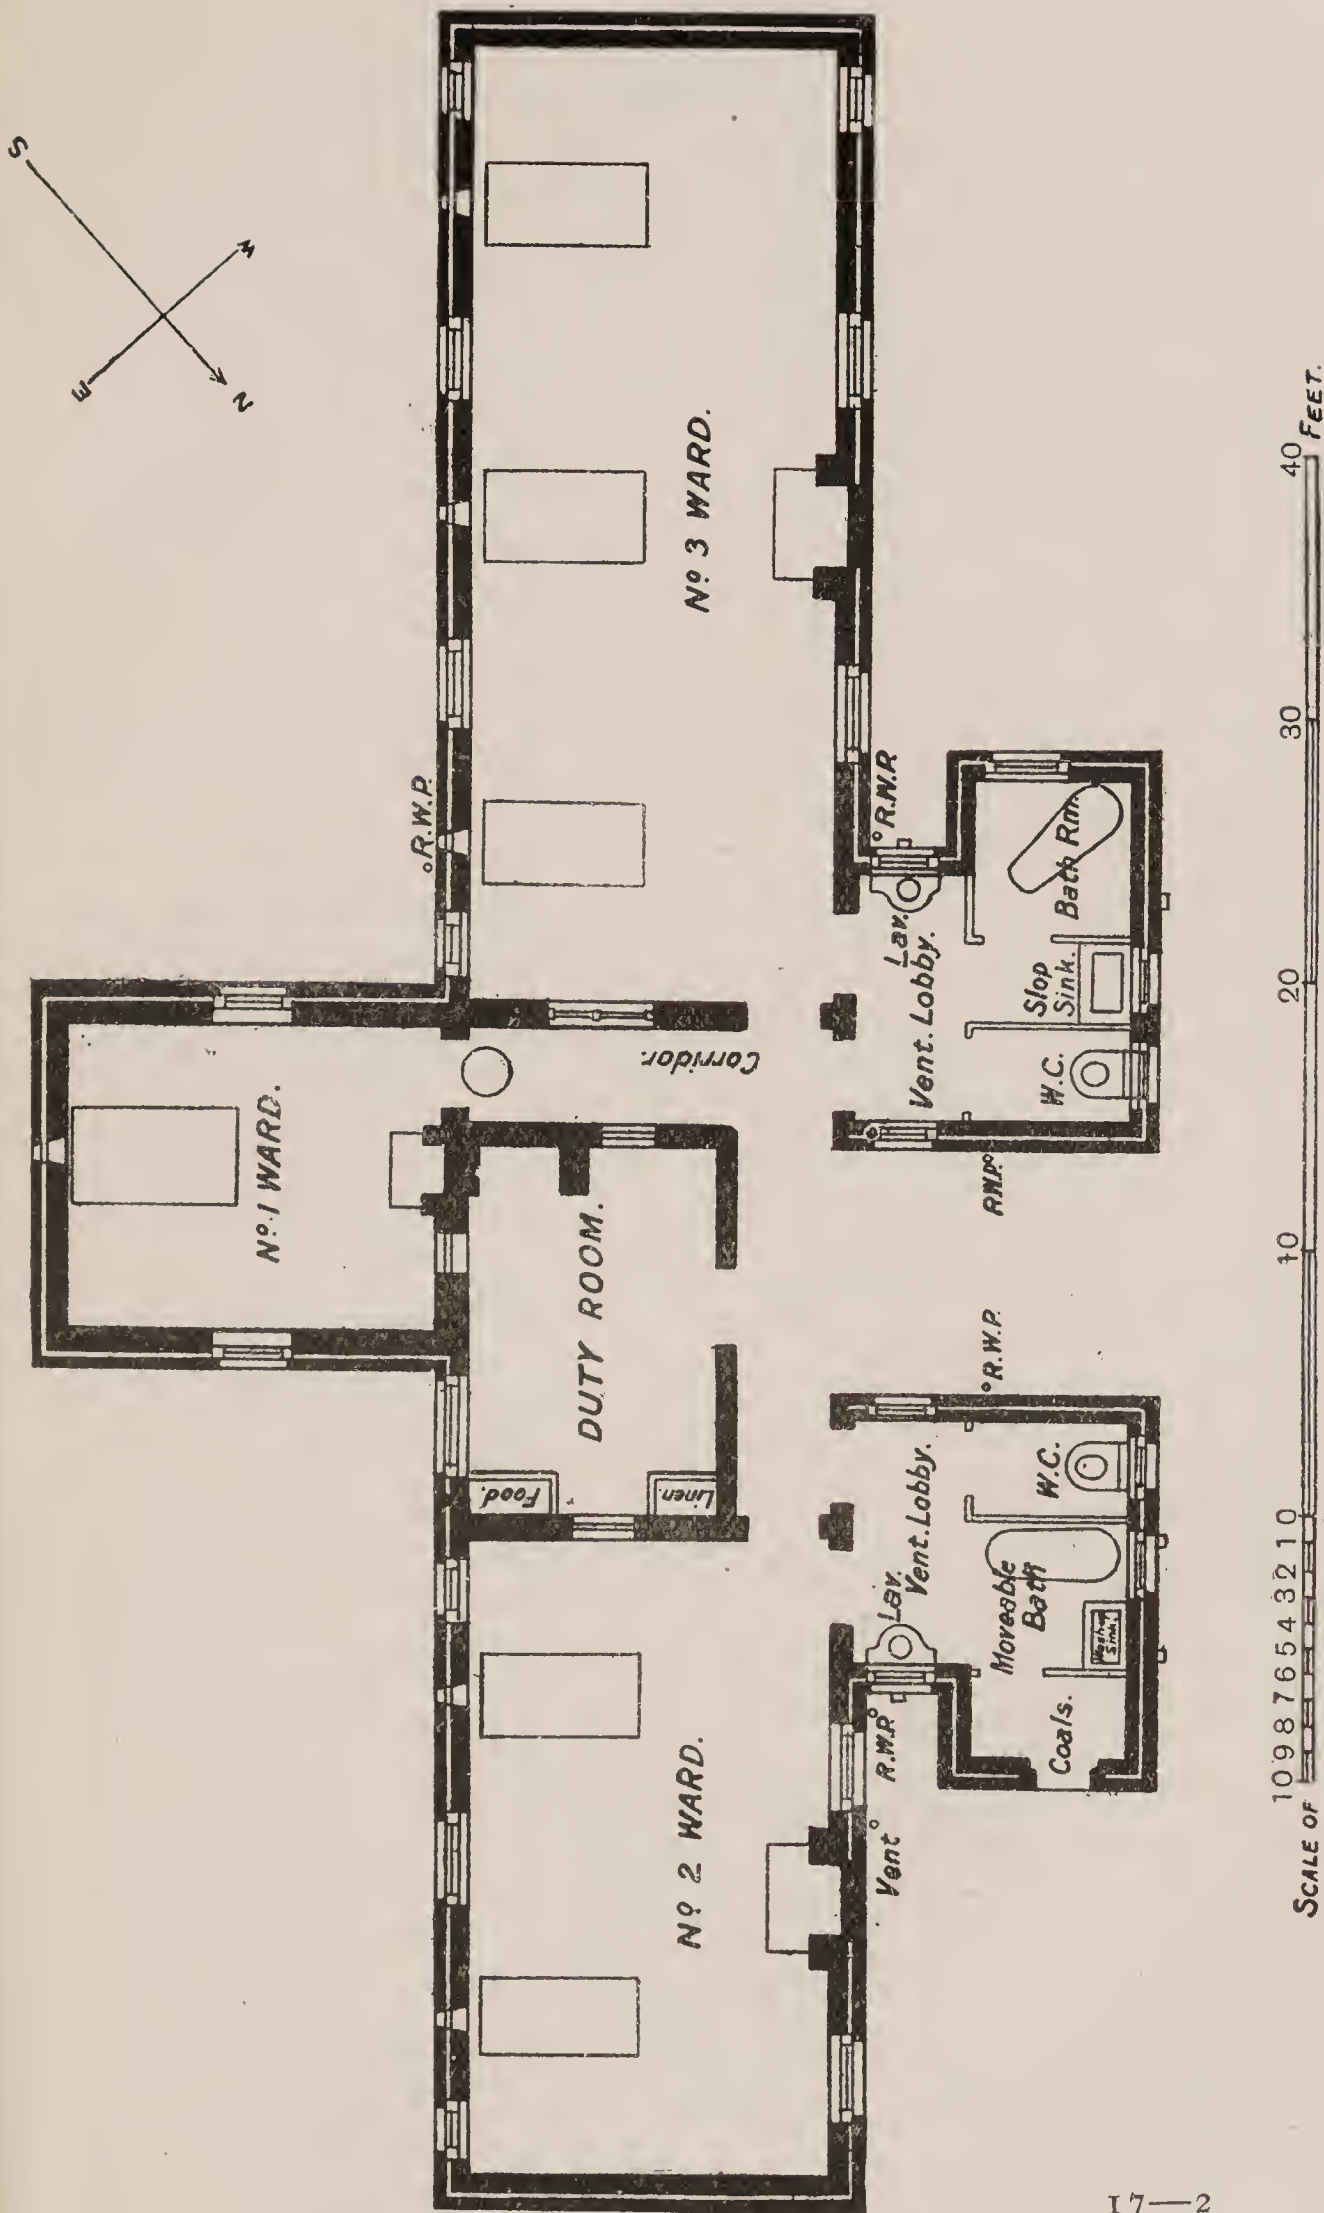 S
W
E
N
Nº 1 WARD.
R.W.P.
Nº 3 WARD.
Corridor.
DUTY ROOM.
Food.
Linen.
Nº 2 WARD.
R.W.P.
Lav.
Vent. Lobby.
Bath Rm.
Slop
Sink.
W.C.
R.W.P.
R.W.P.
Vent. Lobby.
Lav.
W.C.
Moveable
Bath
Sink.
Coals.
R.W.P.
Vent
SCALE OF 10 9 8 7 6 5 4 3 2 1 0 10 20 30 40 FEET.
17—2